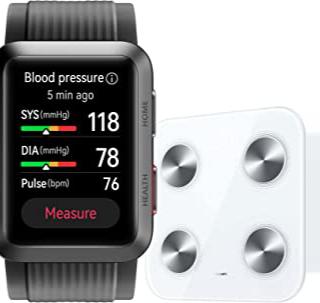 Blood pressure ⓘ
5 min ago
SYS(mmHg) 118
DIA(mmHg) 78
Pulse(bpm) 76
Measure
HOME
HEALTH